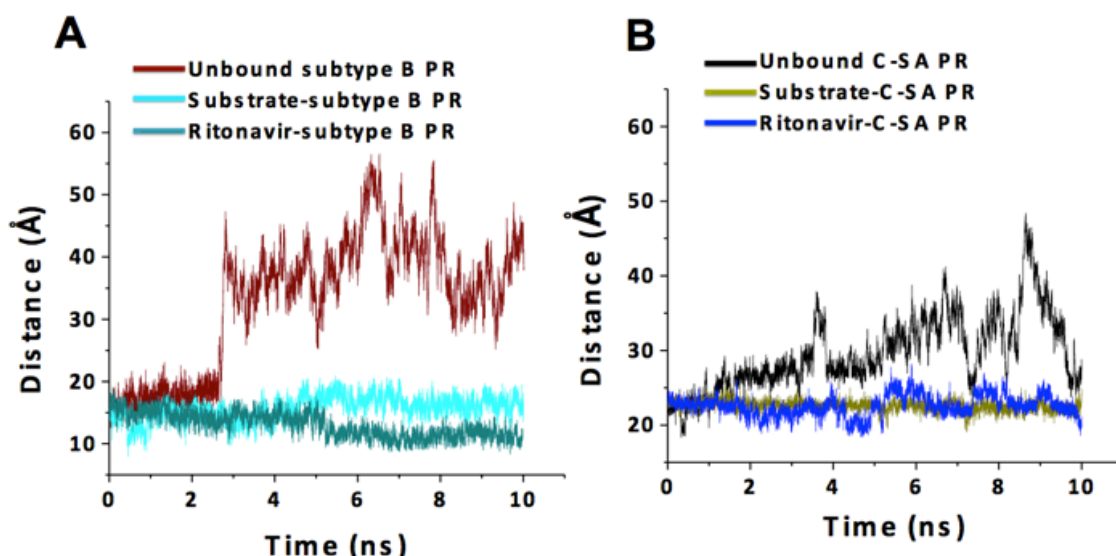 A
Unbound subtype B PR
Substrate-subtype B PR
Ritonavir-subtype B PR
Distance (Å)
60
50
40
30
20
10
0 2 4 6 8 10
Time (ns)
B
Unbound C-SA PR
Substrate-C-SA PR
Ritonavir-C-SA PR
Distance (Å)
60
50
40
30
20
0 2 4 6 8 10
Time (ns)